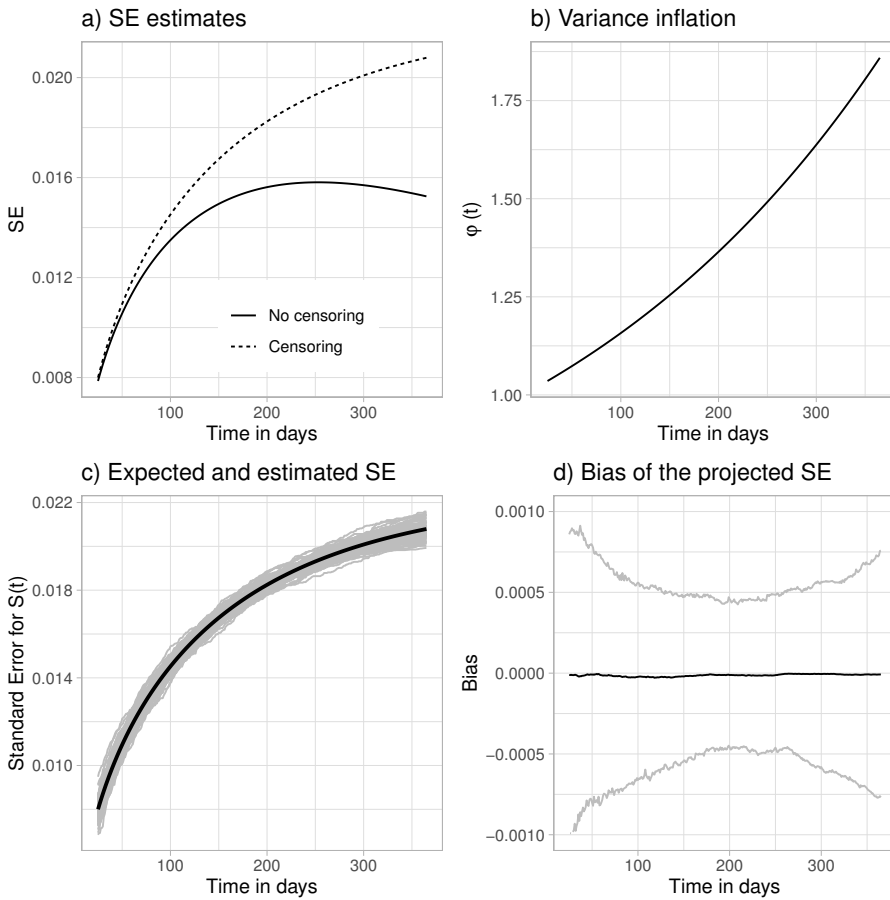 a) SE estimates
SE
0.020
0.016
0.012
0.008
No censoring
Censoring
100
200
300
Time in days
b) Variance inflation
φ (t)
1.75
1.50
1.25
1.00
100
200
300
Time in days
c) Expected and estimated SE
Standard Error for S(t)
0.022
0.018
0.014
0.010
100
200
300
Time in days
d) Bias of the projected SE
Bias
0.0010
0.0005
0.0000
−0.0005
−0.0010
100
200
300
Time in days